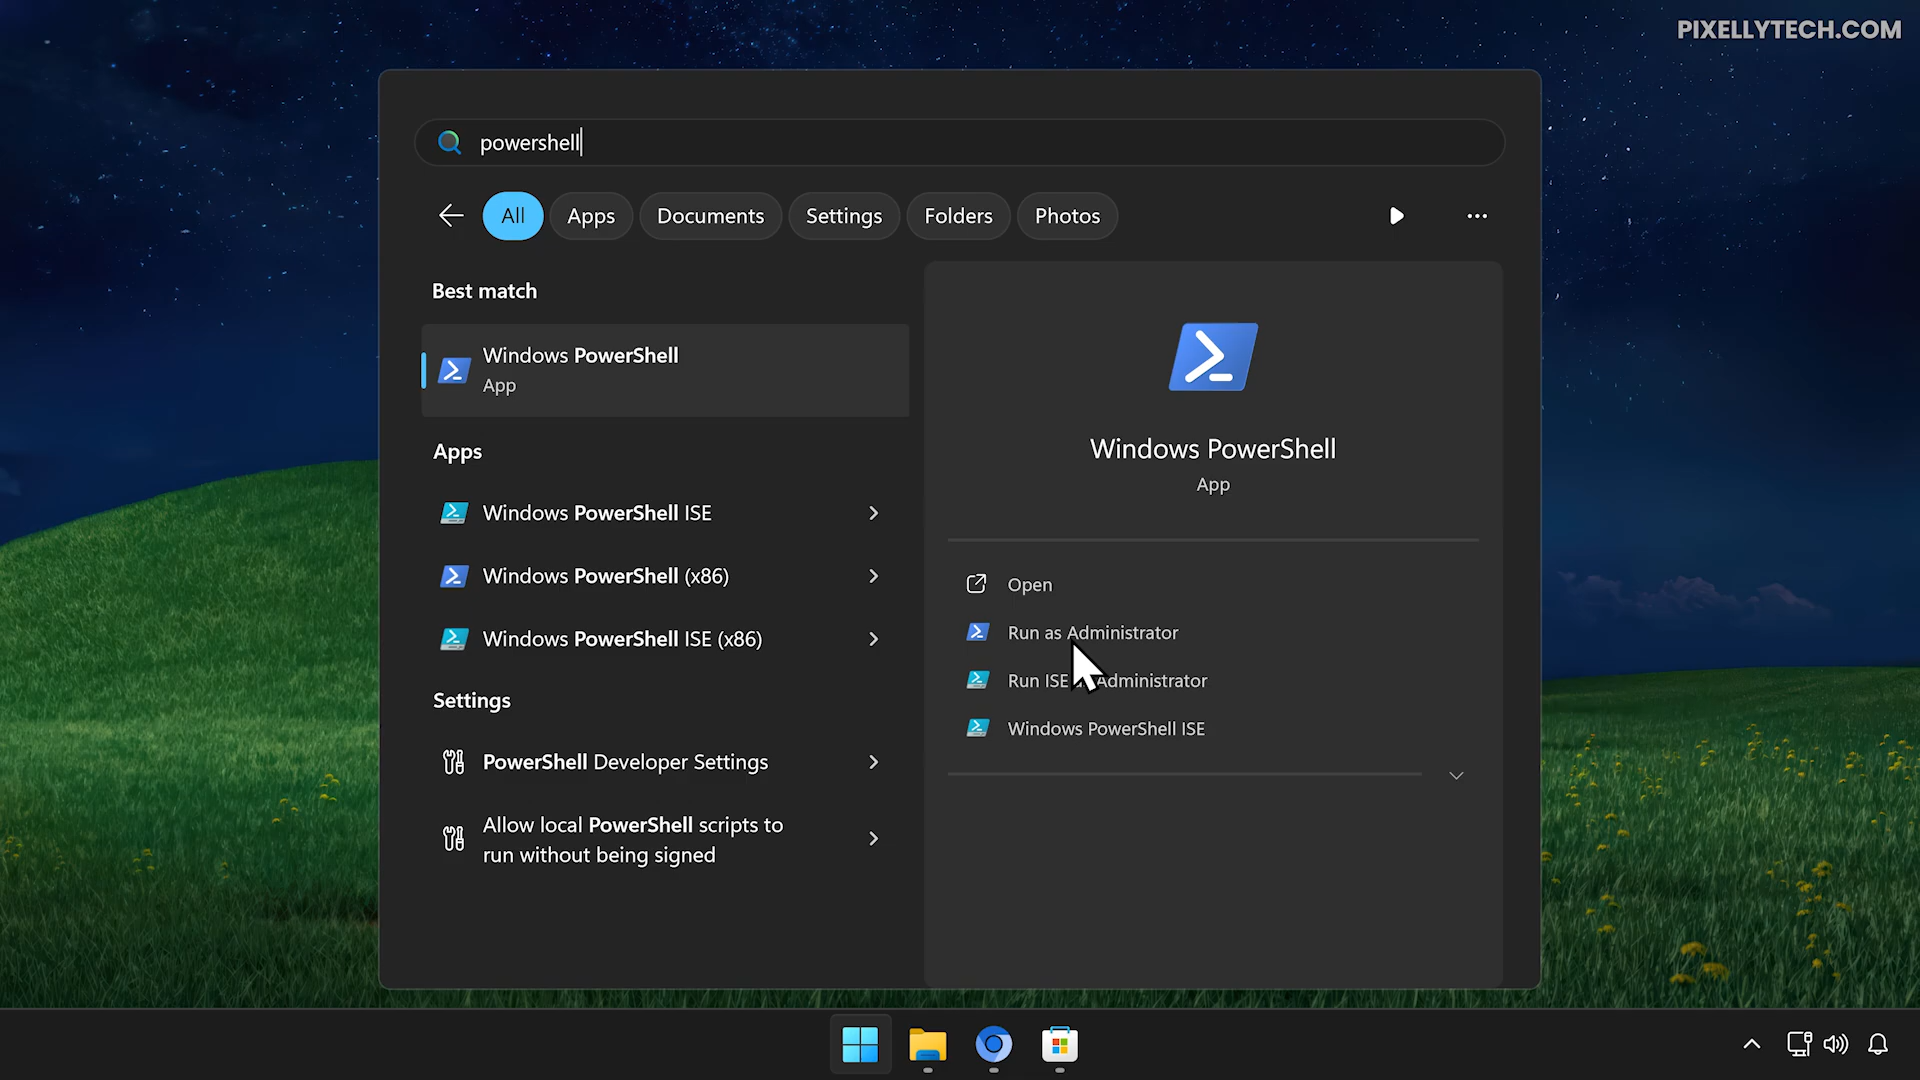 PIXELLYTECH.COM
powershell
All
Apps
Documents
Settings
Folders
Photos
Best match
Windows PowerShell
App
Apps
Windows PowerShell ISE
Windows PowerShell (x86)
Windows PowerShell ISE (x86)
Settings
PowerShell Developer Settings
Allow local PowerShell scripts to
run without being signed
Windows PowerShell
App
Open
Run as Administrator
Run ISE Administrator
Windows PowerShell ISE